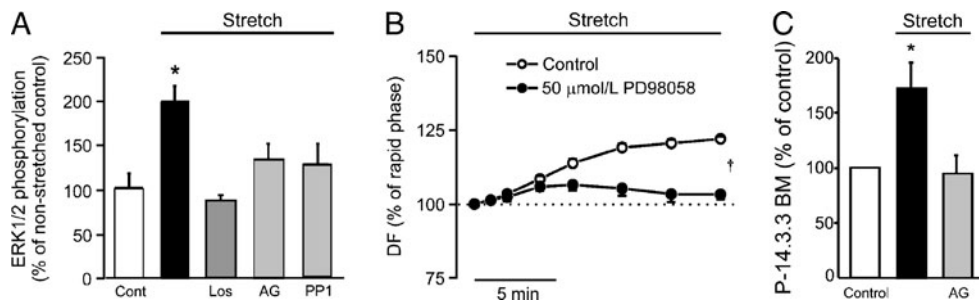 A
Stretch
ERK1/2 phosphorylation
(% of non-stretched control)
250
200
150
100
50
0
*
Cont
Los
AG
PP1
B
Stretch
DF (% of rapid phase)
150
125
100
75
Control
50 μmol/L PD98058
†
5 min
C
Stretch
P-14.3.3 BM (% of control)
200
150
100
50
0
*
Control
AG